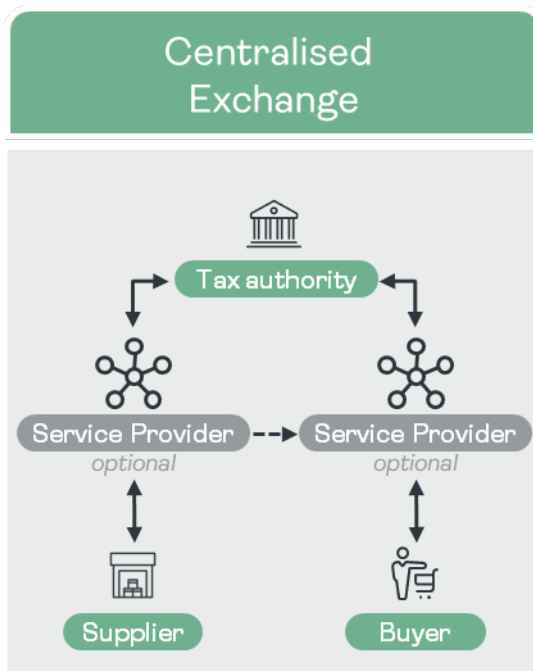 Centralised
Exchange
Tax authority
Service Provider
Service Provider
optional
optional
Supplier
Buyer